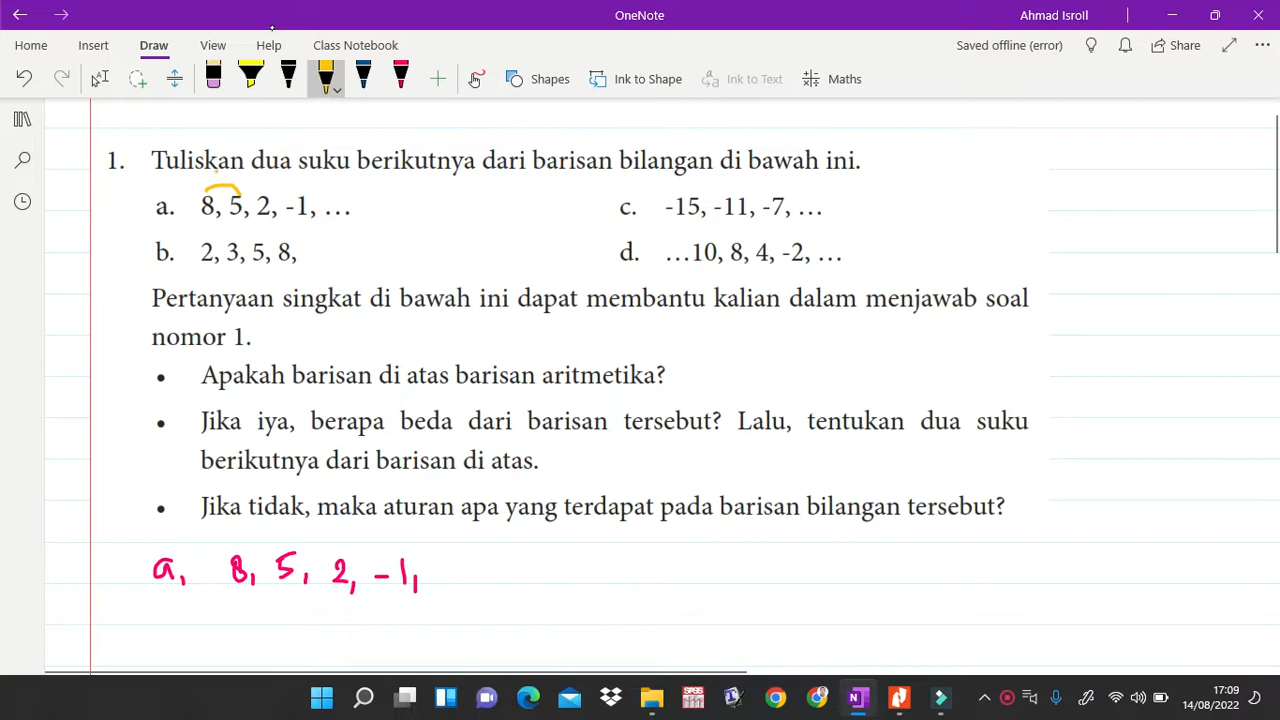 OneNote
Ahmad Isroil
Home Insert Draw View Help Class Notebook
Saved offline (error) Share
Shapes Ink to Shape Ink to Text Maths
1. Tuliskan dua suku berikutnya dari barisan bilangan di bawah ini.
a. 8, 5, 2, -1, …
c. -15, -11, -7, …
b. 2, 3, 5, 8,
d. …10, 8, 4, -2, …
Pertanyaan singkat di bawah ini dapat membantu kalian dalam menjawab soal
nomor 1.
• Apakah barisan di atas barisan aritmetika?
• Jika iya, berapa beda dari barisan tersebut? Lalu, tentukan dua suku
berikutnya dari barisan di atas.
• Jika tidak, maka aturan apa yang terdapat pada barisan bilangan tersebut?
a, 8, 5, 2, -1,
SPSS
17:09
14/08/2022